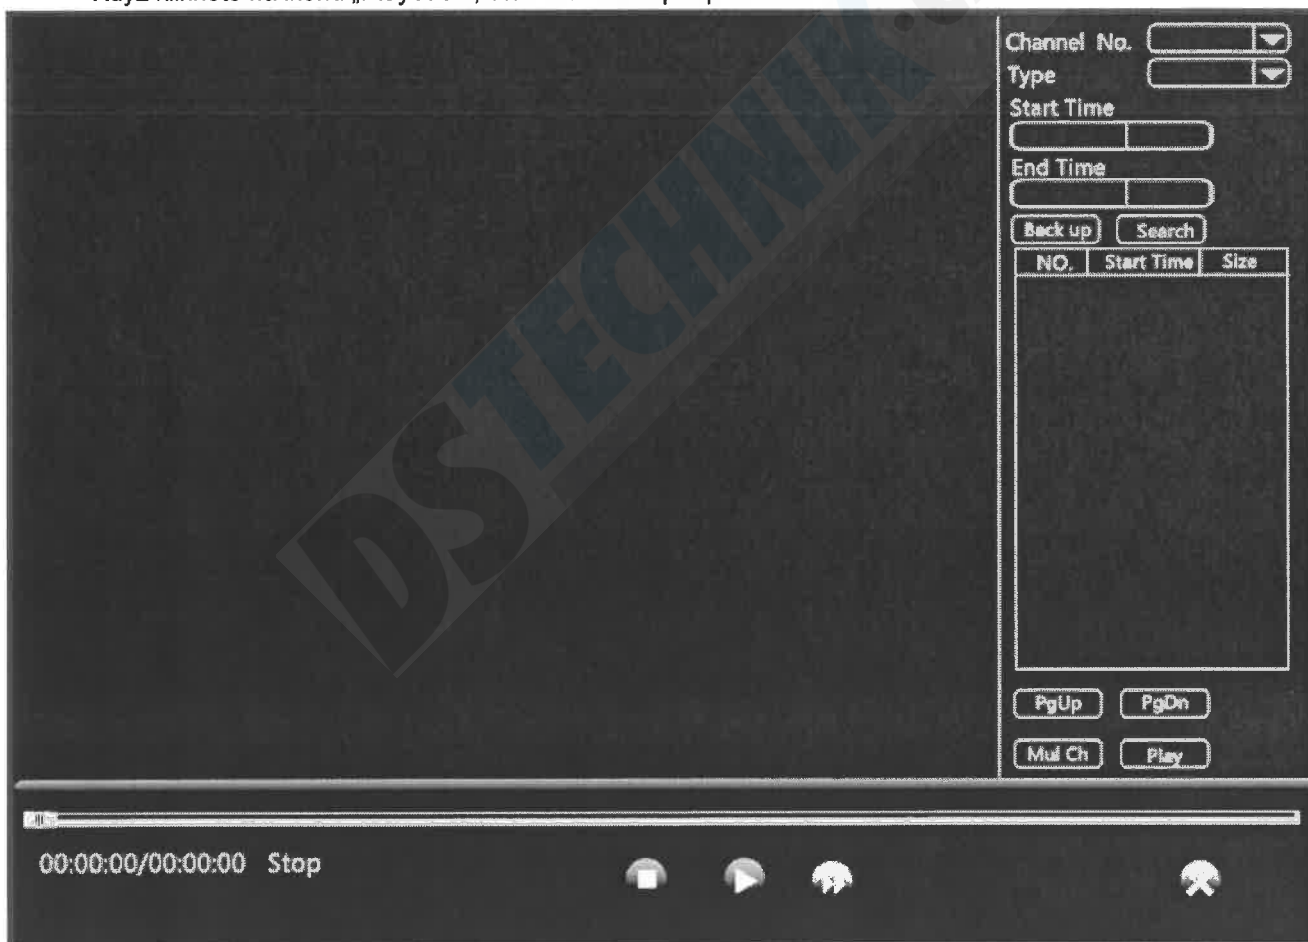 Channel No.
Type
Start Time
End Time
Back up Search
NO. Start Time Size
PgUp PgDn
Mul Ch Play
00:00:00/00:00:00 Stop
DSTECHNIK